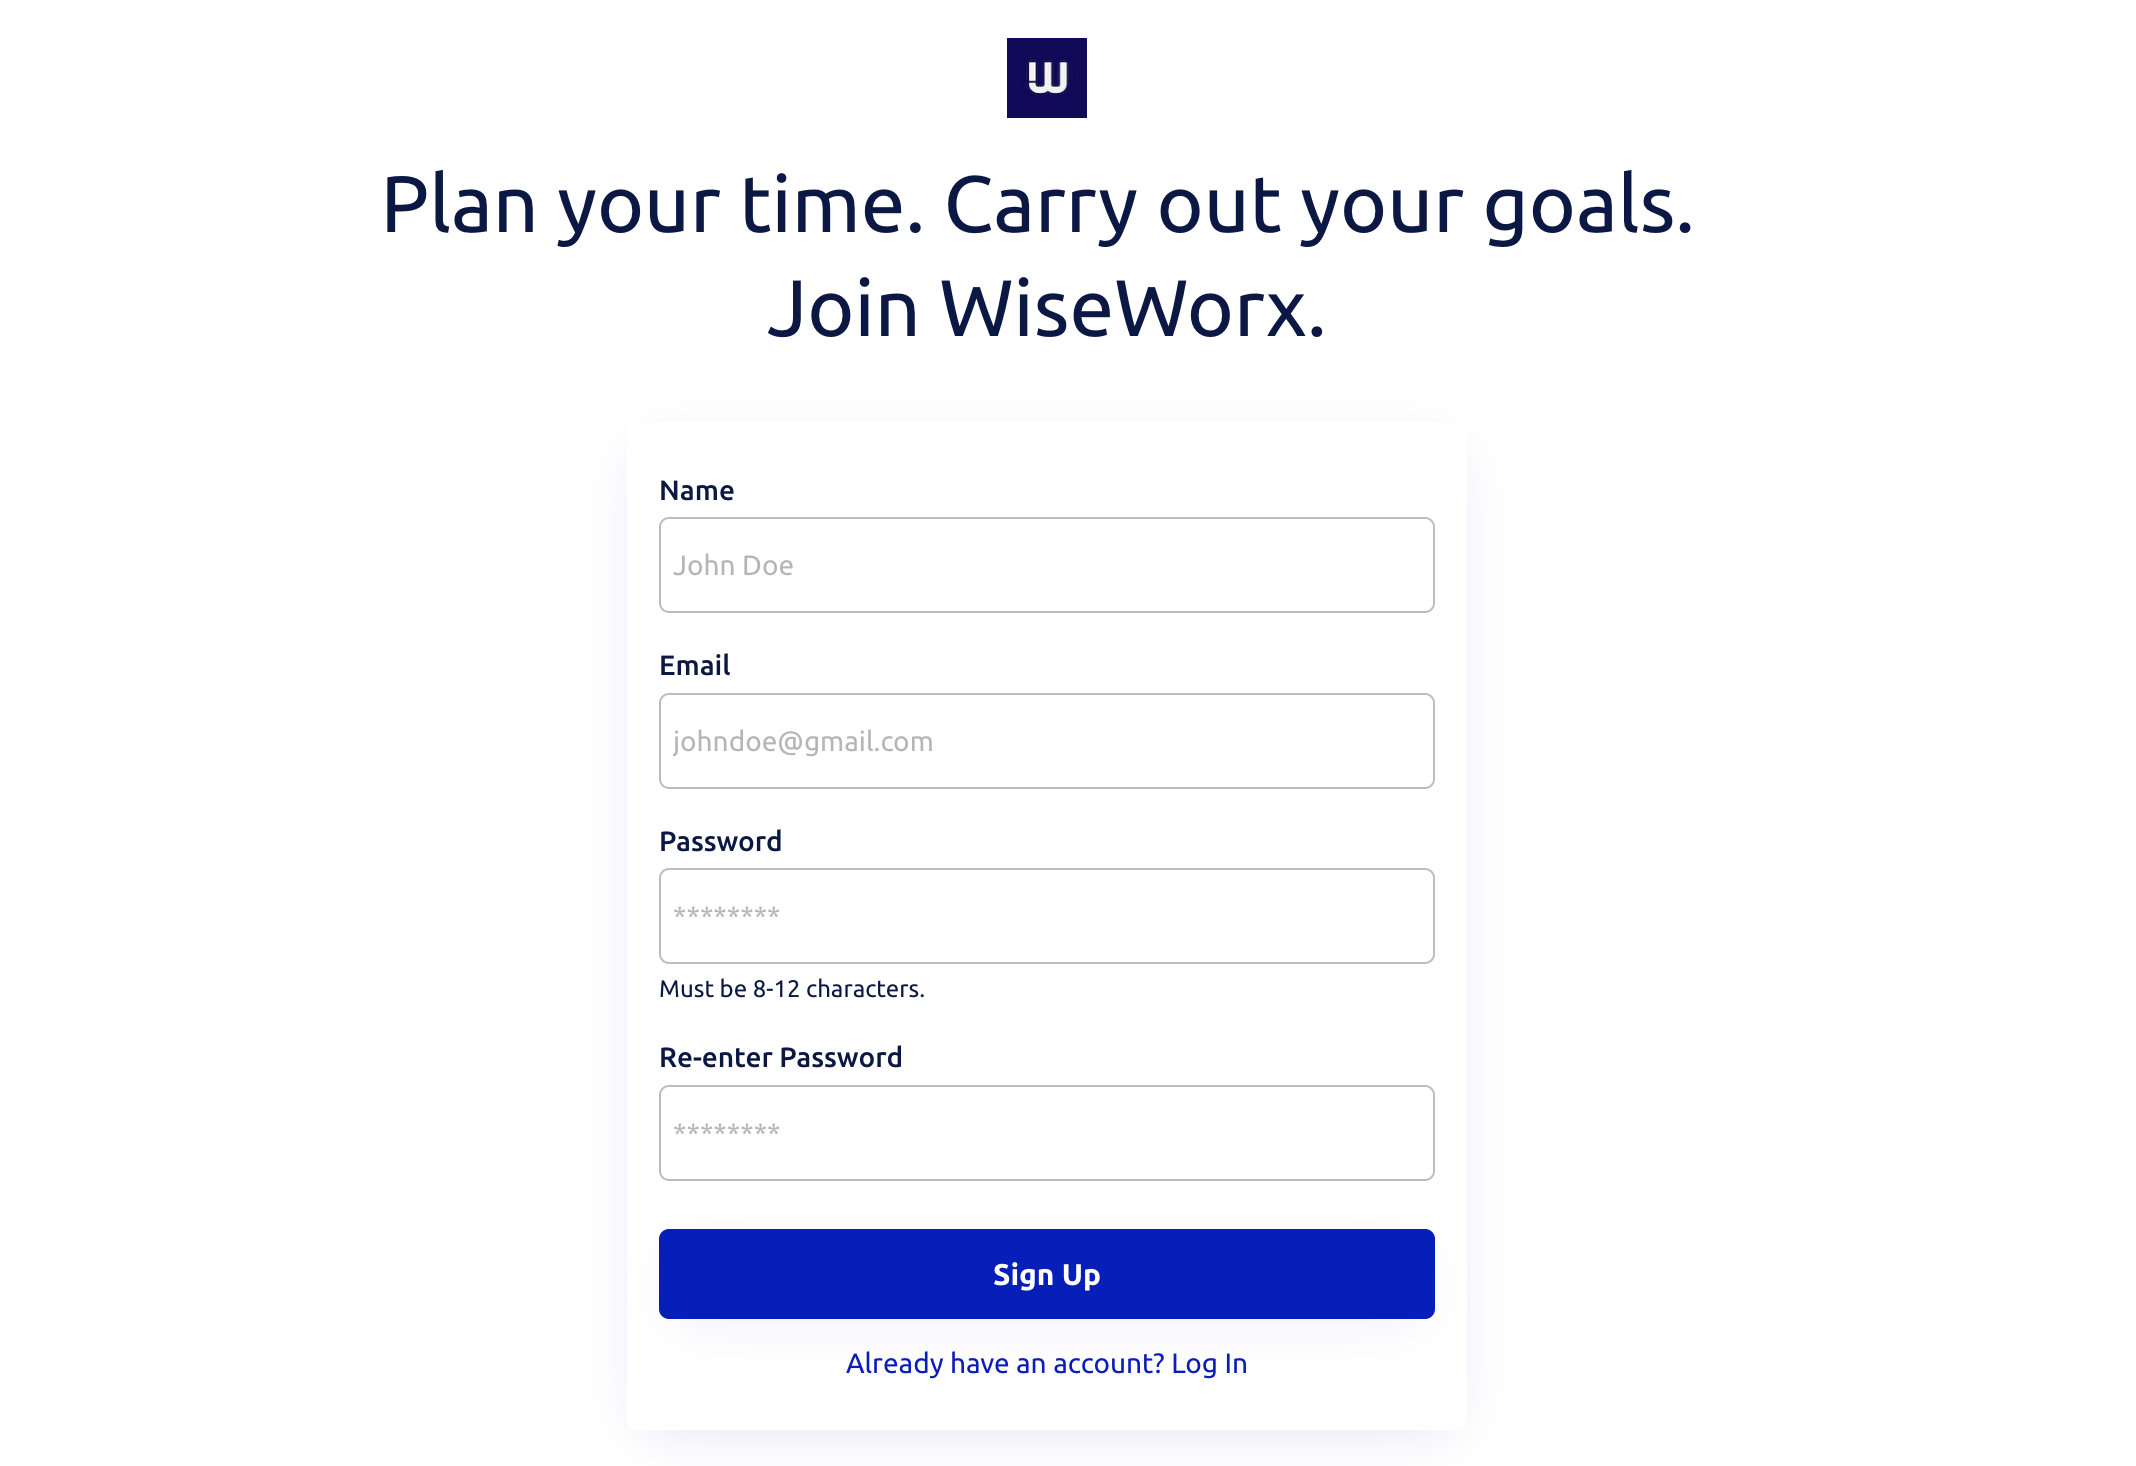 W
Plan your time. Carry out your goals.
Join WiseWorx.
Name
John Doe
Email
johndoe@gmail.com
Password
********
Must be 8-12 characters.
Re-enter Password
********
Sign Up
Already have an account? Log In